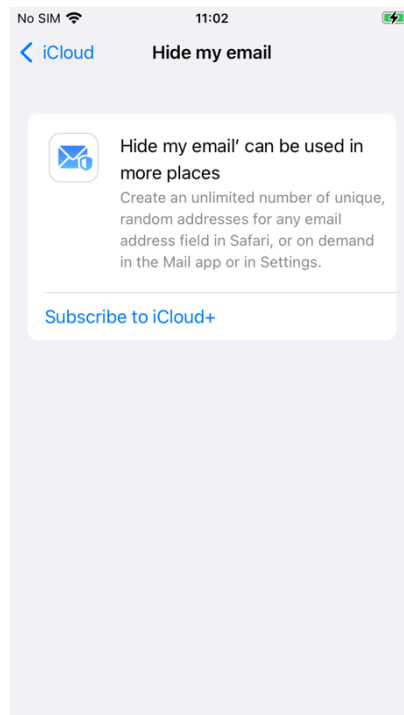 No SIM 11:02
iCloud Hide my email
Hide my email' can be used in
more places
Create an unlimited number of unique,
random addresses for any email
address field in Safari, or on demand
in the Mail app or in Settings.
Subscribe to iCloud+